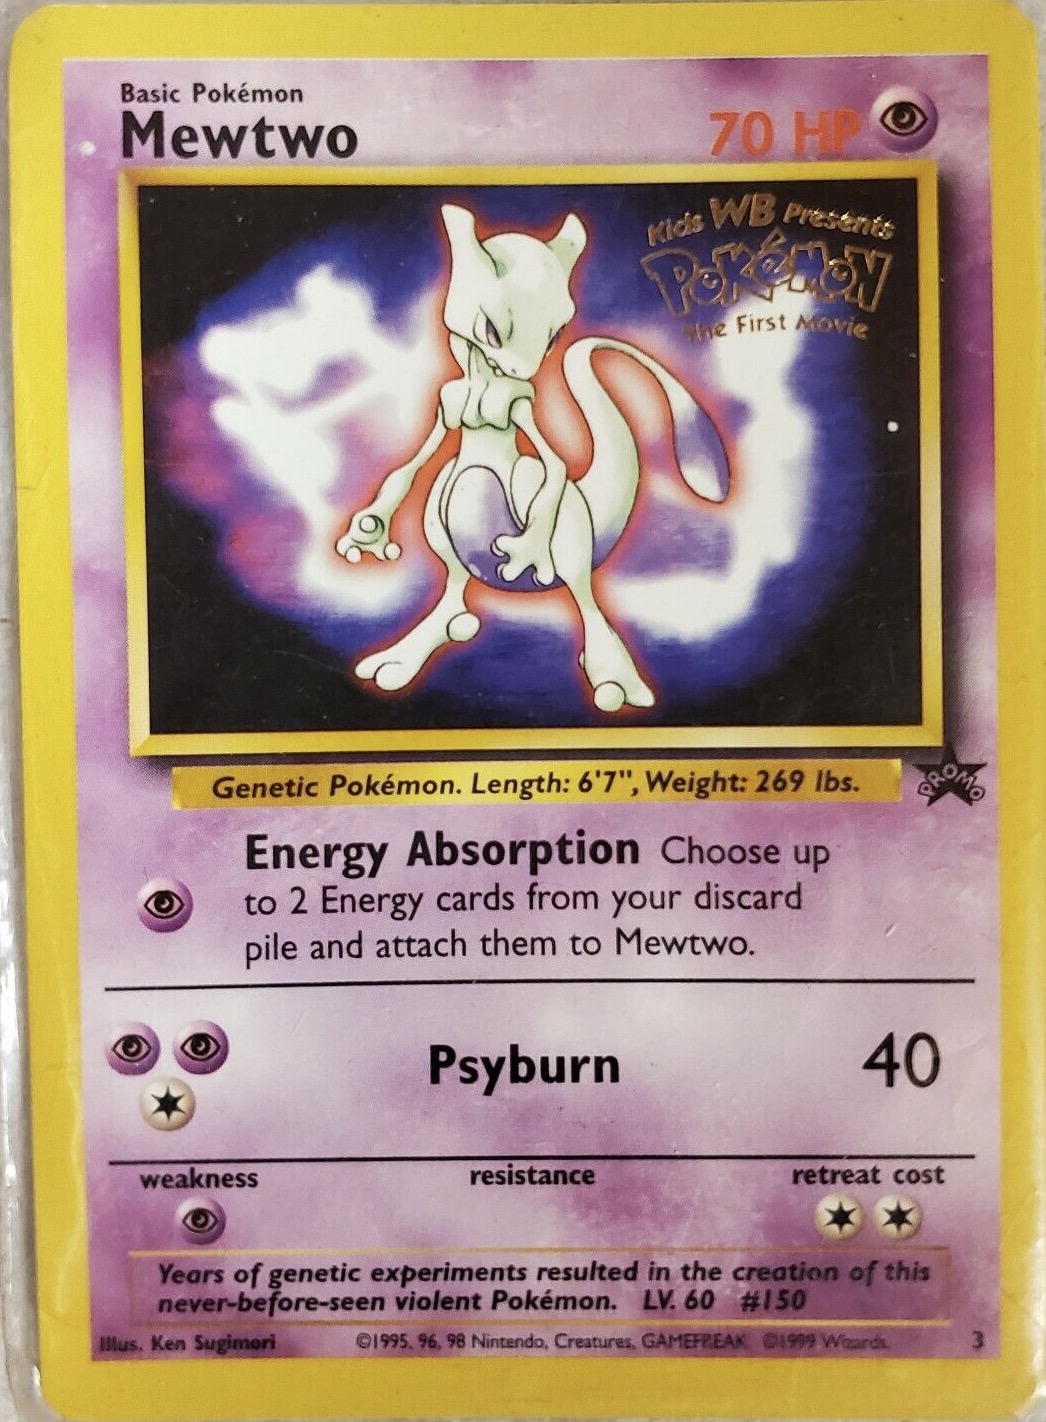 Basic Pokémon
Mewtwo
70 HP
Kids WB Presents
Pokémon
The First Movie
Genetic Pokémon. Length: 6'7", Weight: 269 lbs.
PROMO
Energy Absorption Choose up
to 2 Energy cards from your discard
pile and attach them to Mewtwo.
Psyburn 40
weakness resistance retreat cost
Years of genetic experiments resulted in the creation of this
never-before-seen violent Pokémon. LV. 60 #150
Illus. Ken Sugimori ©1995, 96, 98 Nintendo, Creatures, GAMEFREAK. ©1999 Wizards. 3